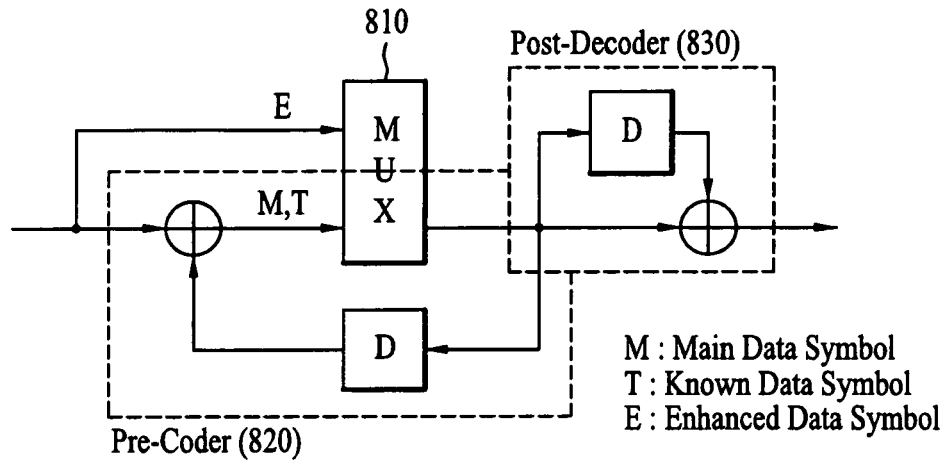 810
Post-Decoder (830)
E
M
U
X
D
M,T
D
M : Main Data Symbol
T : Known Data Symbol
E : Enhanced Data Symbol
Pre-Coder (820)